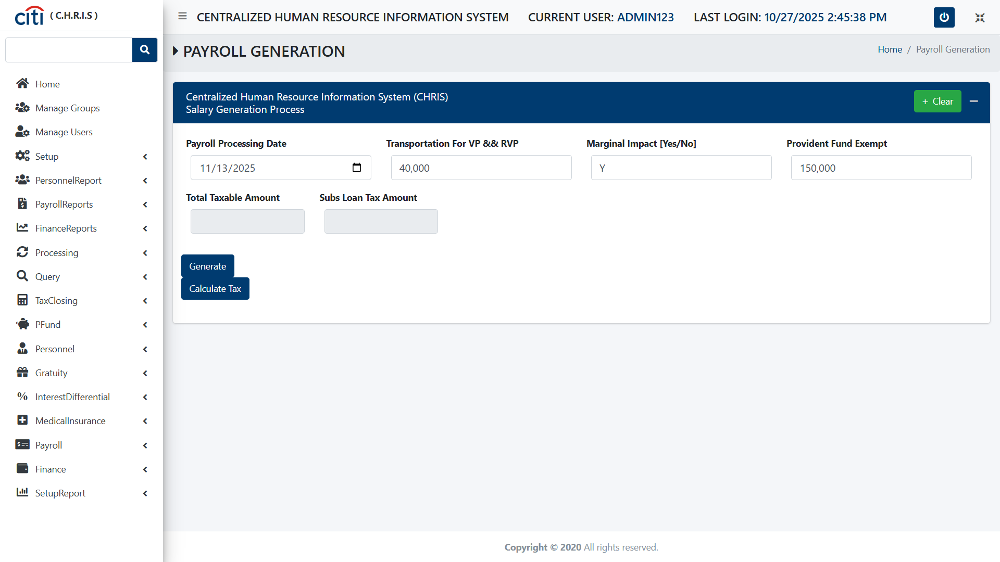 citi ( C.H.R.I.S )
CENTRALIZED HUMAN RESOURCE INFORMATION SYSTEM CURRENT USER: ADMIN123 LAST LOGIN: 10/27/2025 2:45:38 PM
PAYROLL GENERATION
Home / Payroll Generation
Home
Manage Groups
Manage Users
Setup
PersonnelReport
PayrollReports
FinanceReports
Processing
Query
TaxClosing
PFund
Personnel
Gratuity
% InterestDifferential
MedicalInsurance
Payroll
Finance
SetupReport
Centralized Human Resource Information System (CHRIS)
Salary Generation Process
+ Clear
Payroll Processing Date
11/13/2025
Transportation For VP && RVP
40,000
Marginal Impact [Yes/No]
Y
Provident Fund Exempt
150,000
Total Taxable Amount
Subs Loan Tax Amount
Generate
Calculate Tax
Copyright © 2020 All rights reserved.